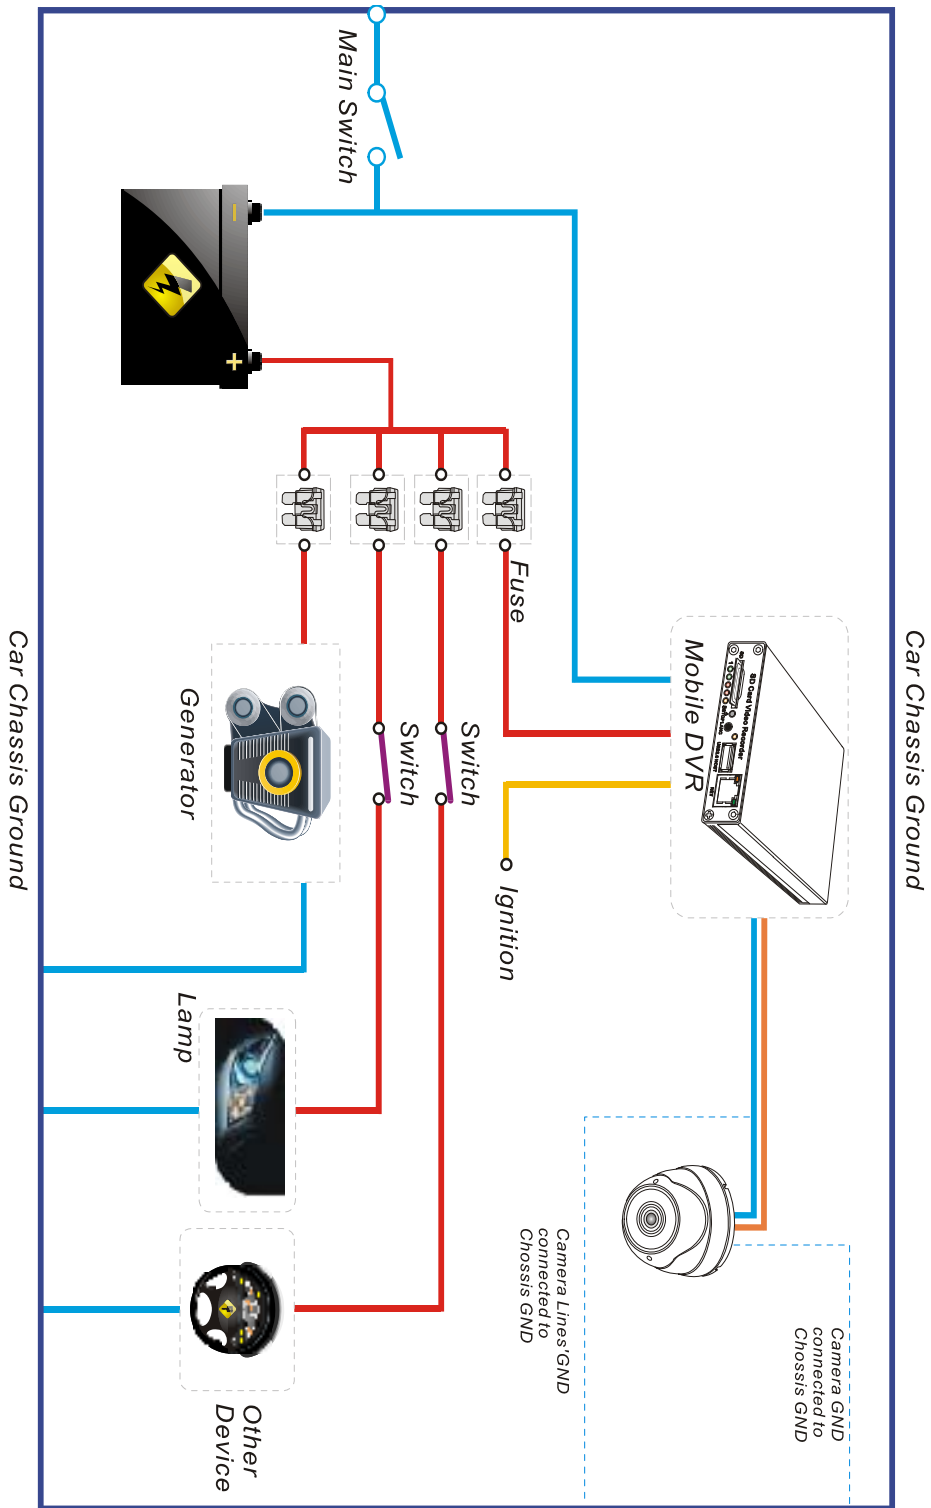 Car Chassis Ground
Main Switch
–
+
Mobile DVR
SD Card Video Recorder
Fuse
Ignition
Switch
Switch
Generator
Lamp
Other
Device
Camera GND
connected to
Chossis GND
Camera Lines'GND
connected to
Chossis GND
Car Chassis Ground